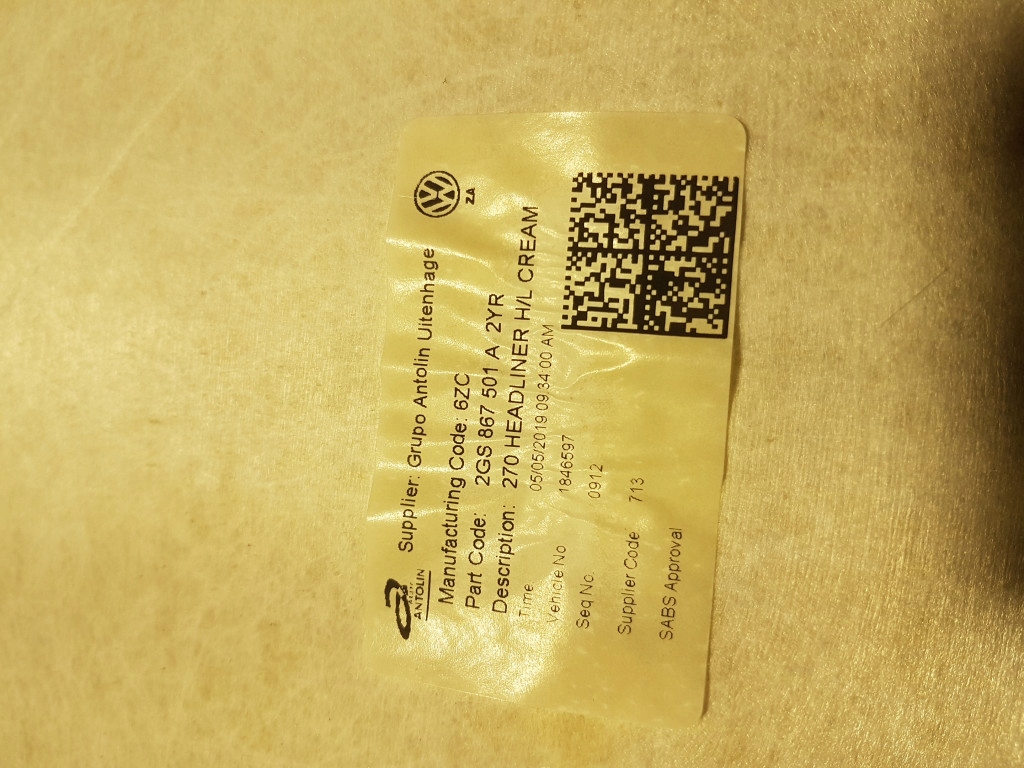 ANTOLIN
Supplier: Grupo Antolin Uitenhage
ZA
Manufacturing Code: 6ZC
Part Code: 2GS 867 501 A 2YR
Description: 270 HEADLINER H/L CREAM
Time 05/05/2019 09:34:00 AM
Vehicle No 1846597
Seq No. 0912
Supplier Code 713
SABS Approval